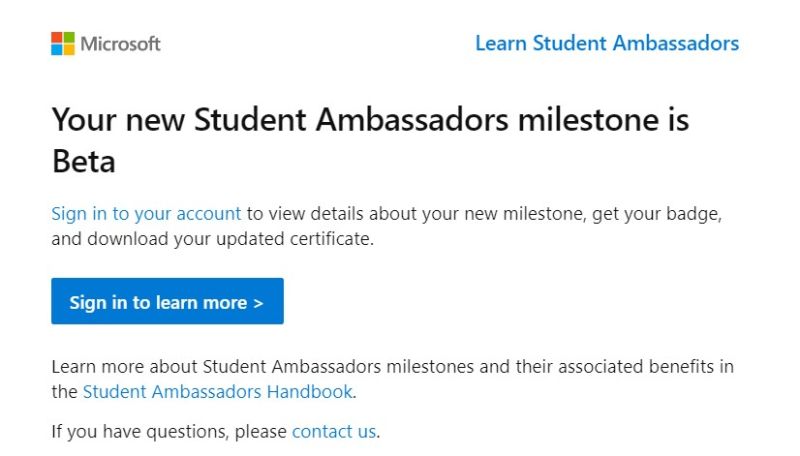 Microsoft
Learn Student Ambassadors
Your new Student Ambassadors milestone is
Beta
Sign in to your account to view details about your new milestone, get your badge,
and download your updated certificate.
Sign in to learn more >
Learn more about Student Ambassadors milestones and their associated benefits in
the Student Ambassadors Handbook.
If you have questions, please contact us.